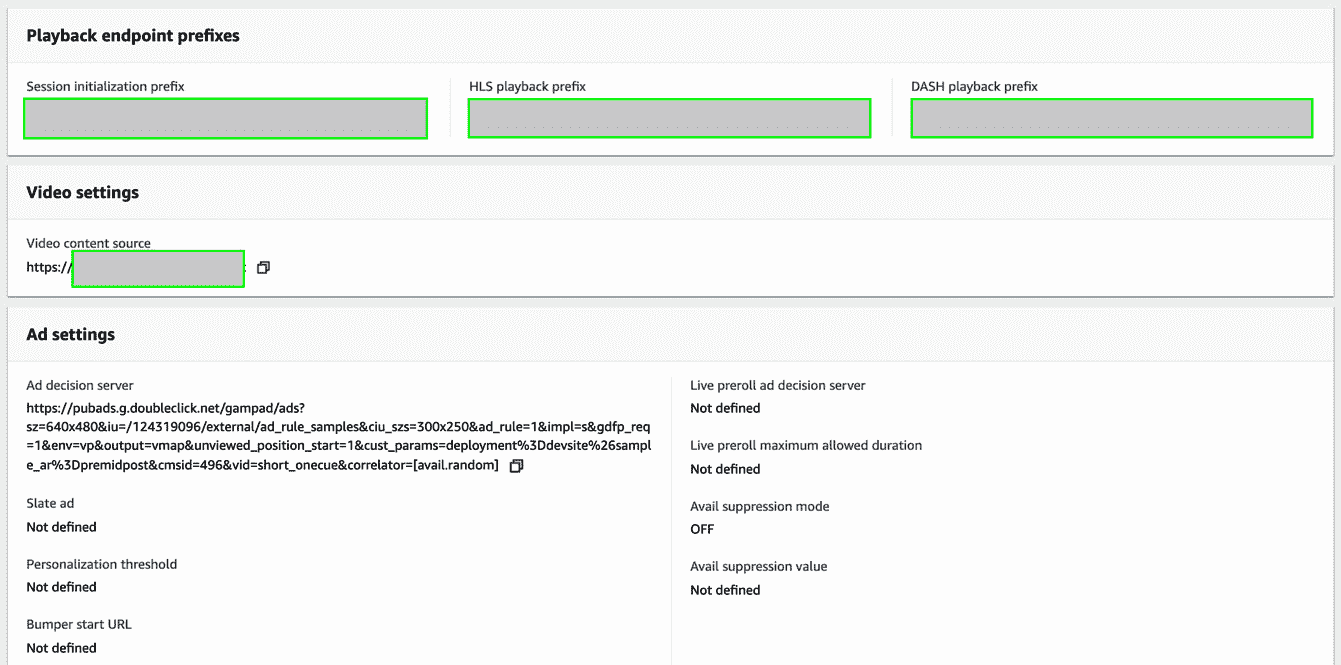 Playback endpoint prefixes
Session initialization prefix
HLS playback prefix
DASH playback prefix
Video settings
Video content source
https://
Ad settings
Ad decision server
https://pubads.g.doubleclick.net/gampad/ads?
sz=640x480&iu=/124319096/external/ad_rule_samples&ciu_szs=300x250&ad_rule=1&impl=s&gdfp_req
=1&env=vp&output=vmap&unviewed_position_start=1&cust_params=deployment%3Ddevsite%26sampl
e_ar%3Dpremidpost&cmsid=496&vid=short_onecue&correlator=[avail.random]
Slate ad
Not defined
Personalization threshold
Not defined
Bumper start URL
Not defined
Live preroll ad decision server
Not defined
Live preroll maximum allowed duration
Not defined
Avail suppression mode
OFF
Avail suppression value
Not defined